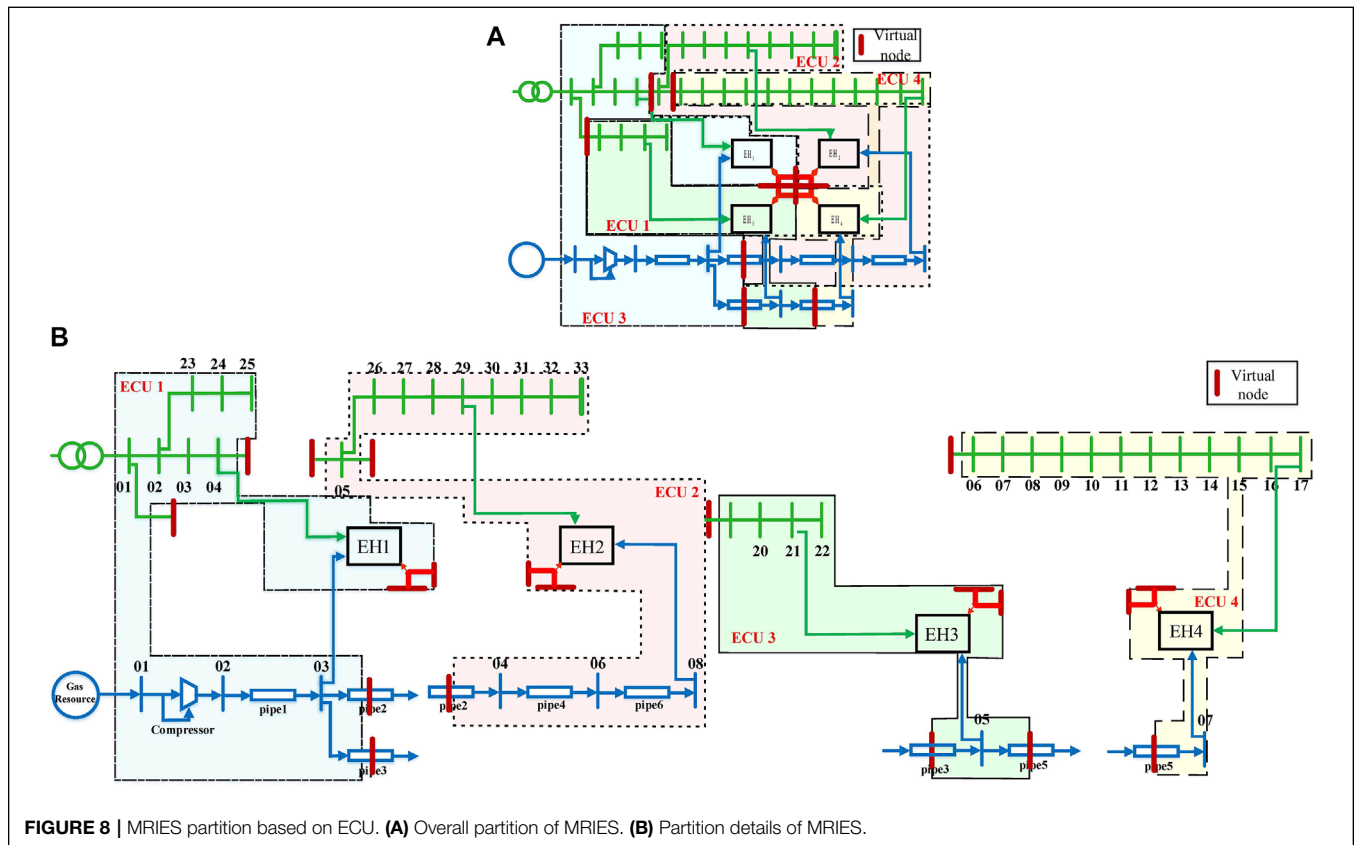 A
Virtual
node
ECU 2
ECU 4
EH
EH
ECU 1
EH
EH
ECU 3
B
23 24 25
ECU 1
26 27 28 29 30 31 32 33
Virtual
node
01 02 03 04
05
06 07 08 09 10 11 12 13 14 15 16 17
ECU 2
20 21 22
EH1
EH2
ECU 3
EH3
ECU 4
EH4
01 02 03
04 06 08
Gas
Resource
pipe1 pipe2
pipe2 pipe4 pipe6
Compressor
pipe3
05
pipe3 pipe5
07
pipe5
FIGURE 8 | MRIES partition based on ECU. (A) Overall partition of MRIES. (B) Partition details of MRIES.